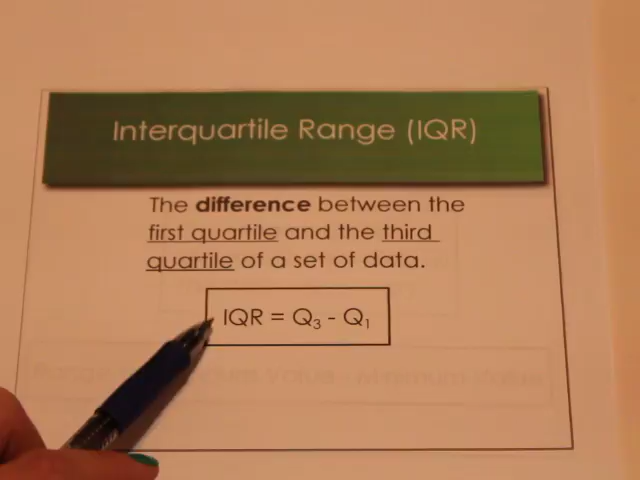 Interquartile Range (IQR)
The difference between the
first quartile and the third
quartile of a set of data.
IQR = Q₃ - Q₁